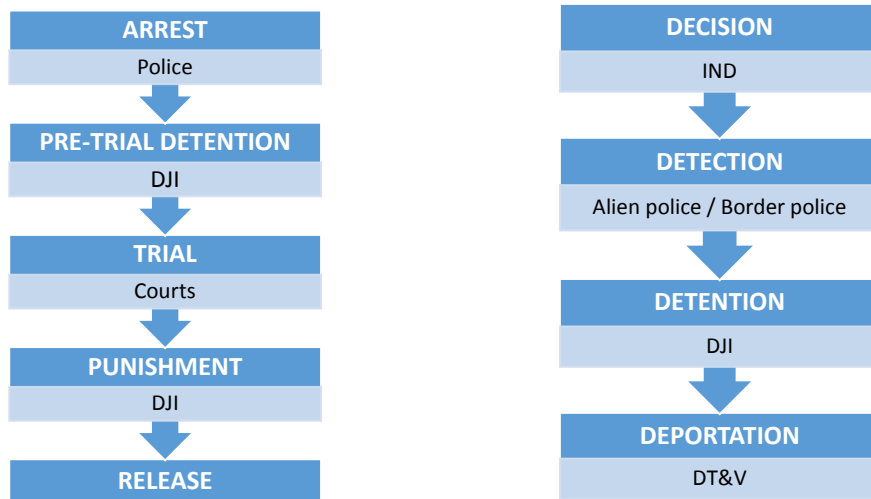 ARREST
Police
PRE-TRIAL DETENTION
DJI
TRIAL
Courts
PUNISHMENT
DJI
RELEASE
DECISION
IND
DETECTION
Alien police / Border police
DETENTION
DJI
DEPORTATION
DT&V